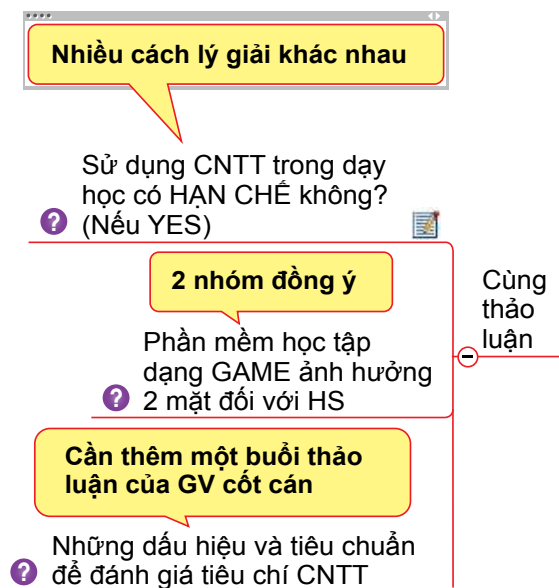 Nhiều cách lý giải khác nhau
Sử dụng CNTT trong dạy
học có HẠN CHẾ không?
(Nếu YES)
2 nhóm đồng ý
Phần mềm học tập
dạng GAME ảnh hưởng
2 mặt đối với HS
Cần thêm một buổi thảo
luận của GV cốt cán
Những dấu hiệu và tiêu chuẩn
để đánh giá tiêu chí CNTT
Cùng
thảo
luận